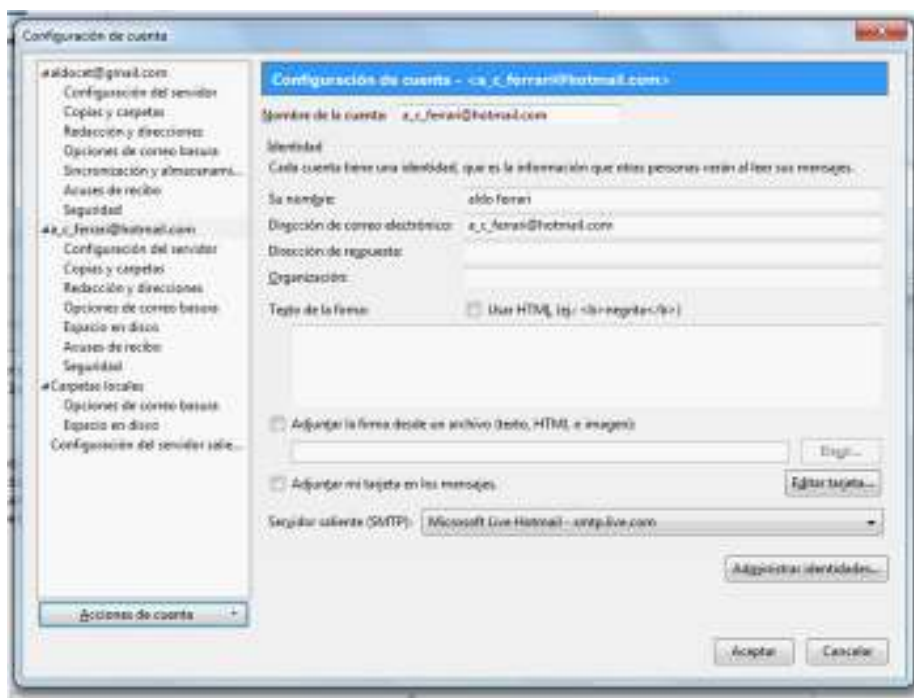 Configuración de cuenta
aldocet@gmail.com
Configuración del servidor
Copias y carpetas
Redacción y direcciones
Opciones de correo basura
Sincronización y almacenami...
Acuses de recibo
Seguridad
a_c_ferrari@hotmail.com
Configuración del servidor
Copias y carpetas
Redacción y direcciones
Opciones de correo basura
Espacio en disco
Acuses de recibo
Seguridad
Carpetas locales
Opciones de correo basura
Espacio en disco
Configuración del servidor salie...
Acciones de cuenta
Configuración de cuenta - <a_c_ferrari@hotmail.com>
Nombre de la cuenta: a_c_ferrari@hotmail.com
Identidad
Cada cuenta tiene una identidad, que es la información que otras personas verán al leer sus mensajes.
Su nombre: aldo ferrari
Dirección de correo electrónico: a_c_ferrari@hotmail.com
Dirección de respuesta:
Organización:
Texto de la firma: Usar HTML (ej.: <b>negrita</b>)
Adjuntar la firma desde un archivo (texto, HTML e imagen):
Elegir...
Adjuntar mi tarjeta en los mensajes. Editar tarjeta...
Servidor saliente (SMTP): Microsoft Live Hotmail - smtp.live.com
Administrar identidades...
Aceptar Cancelar